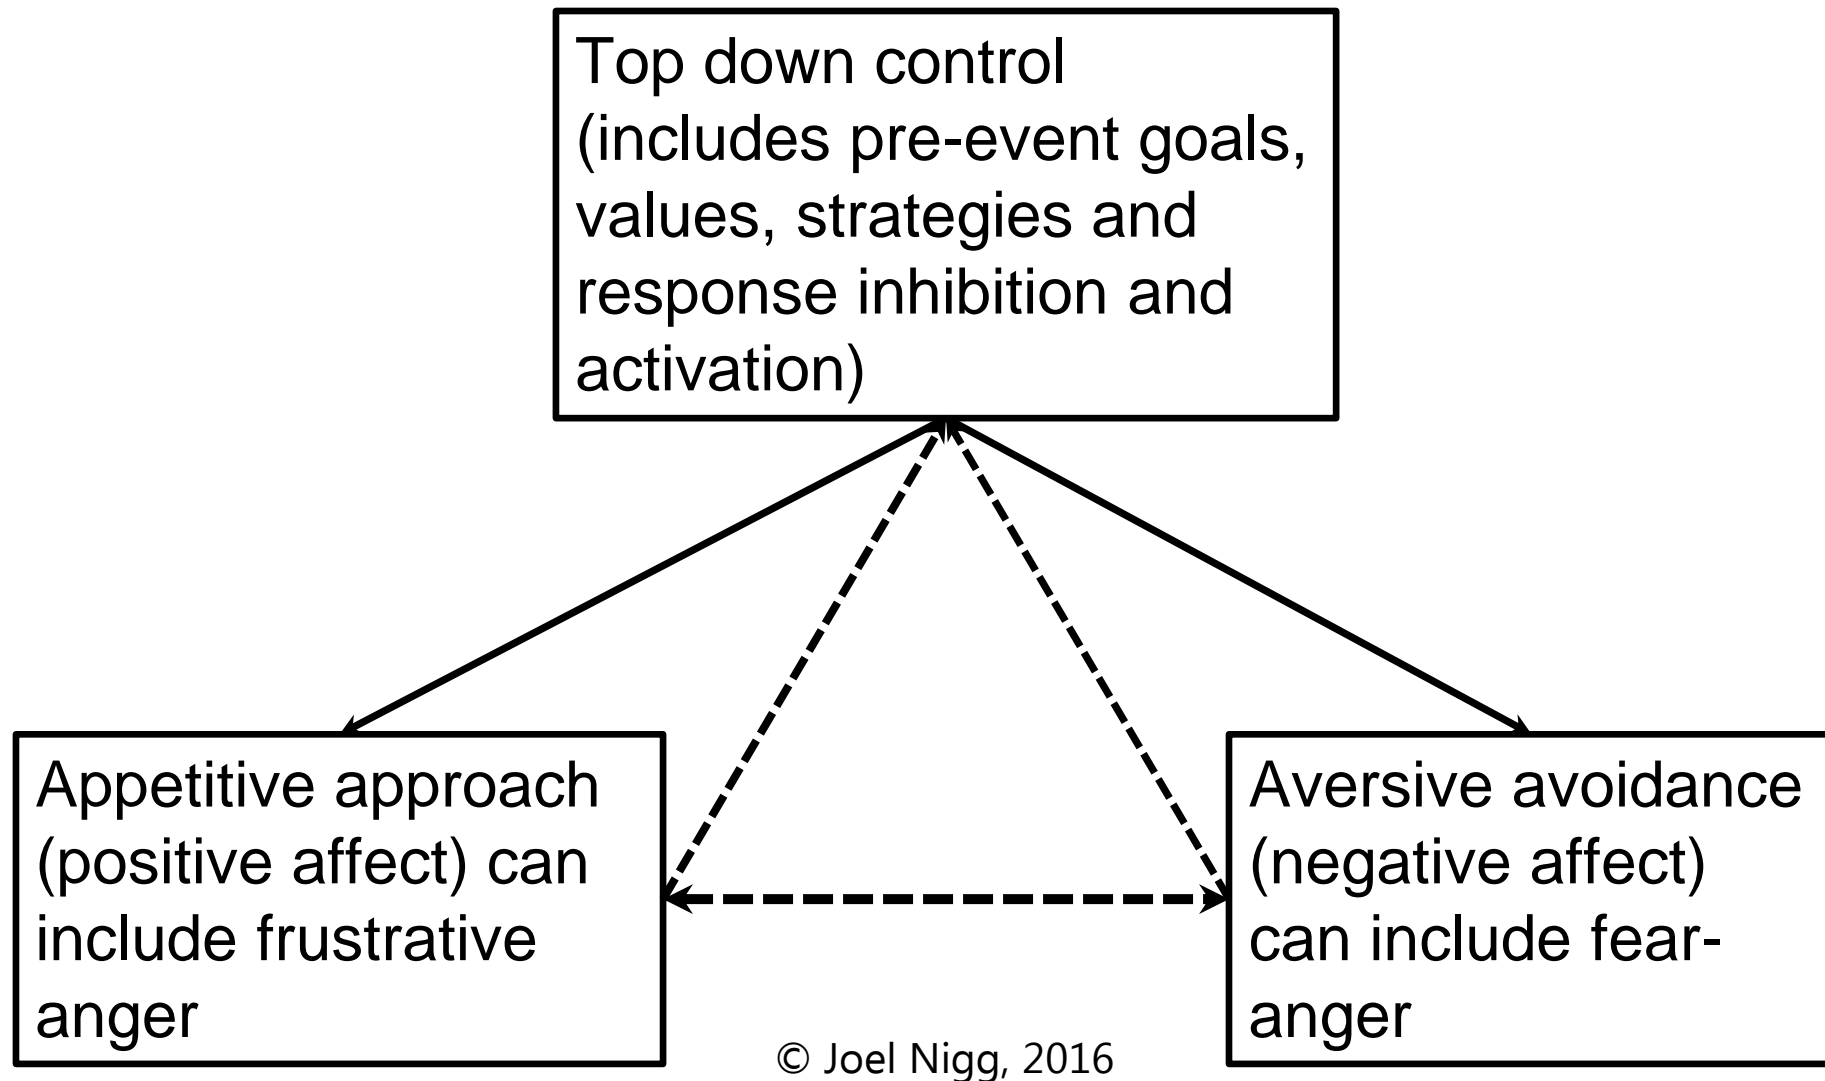 Top down control
(includes pre-event goals,
values, strategies and
response inhibition and
activation)
Appetitive approach
(positive affect) can
include frustrative
anger
Aversive avoidance
(negative affect)
can include fear-
anger
© Joel Nigg, 2016